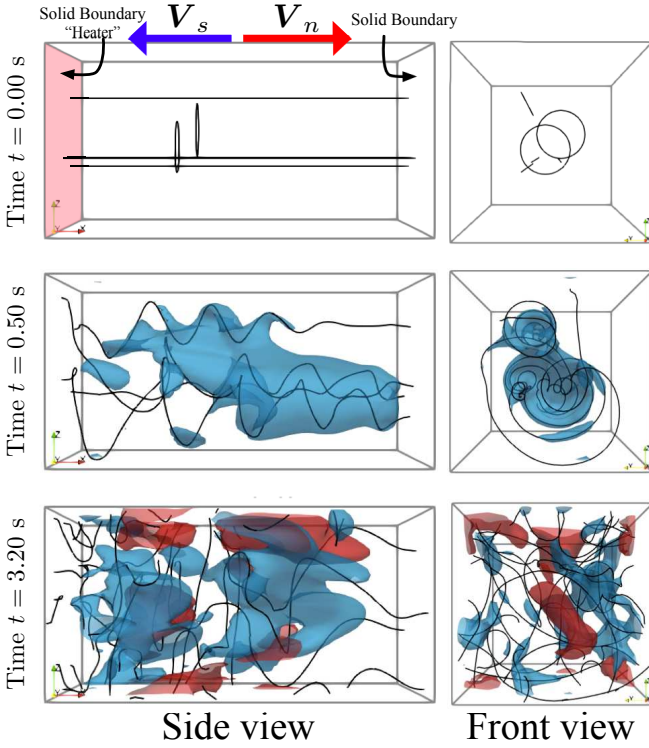 Solid Boundary
"Heater"
V_s
V_n
Solid Boundary
Time t = 0.00 s
Time t = 0.50 s
Time t = 3.20 s
Side view
Front view